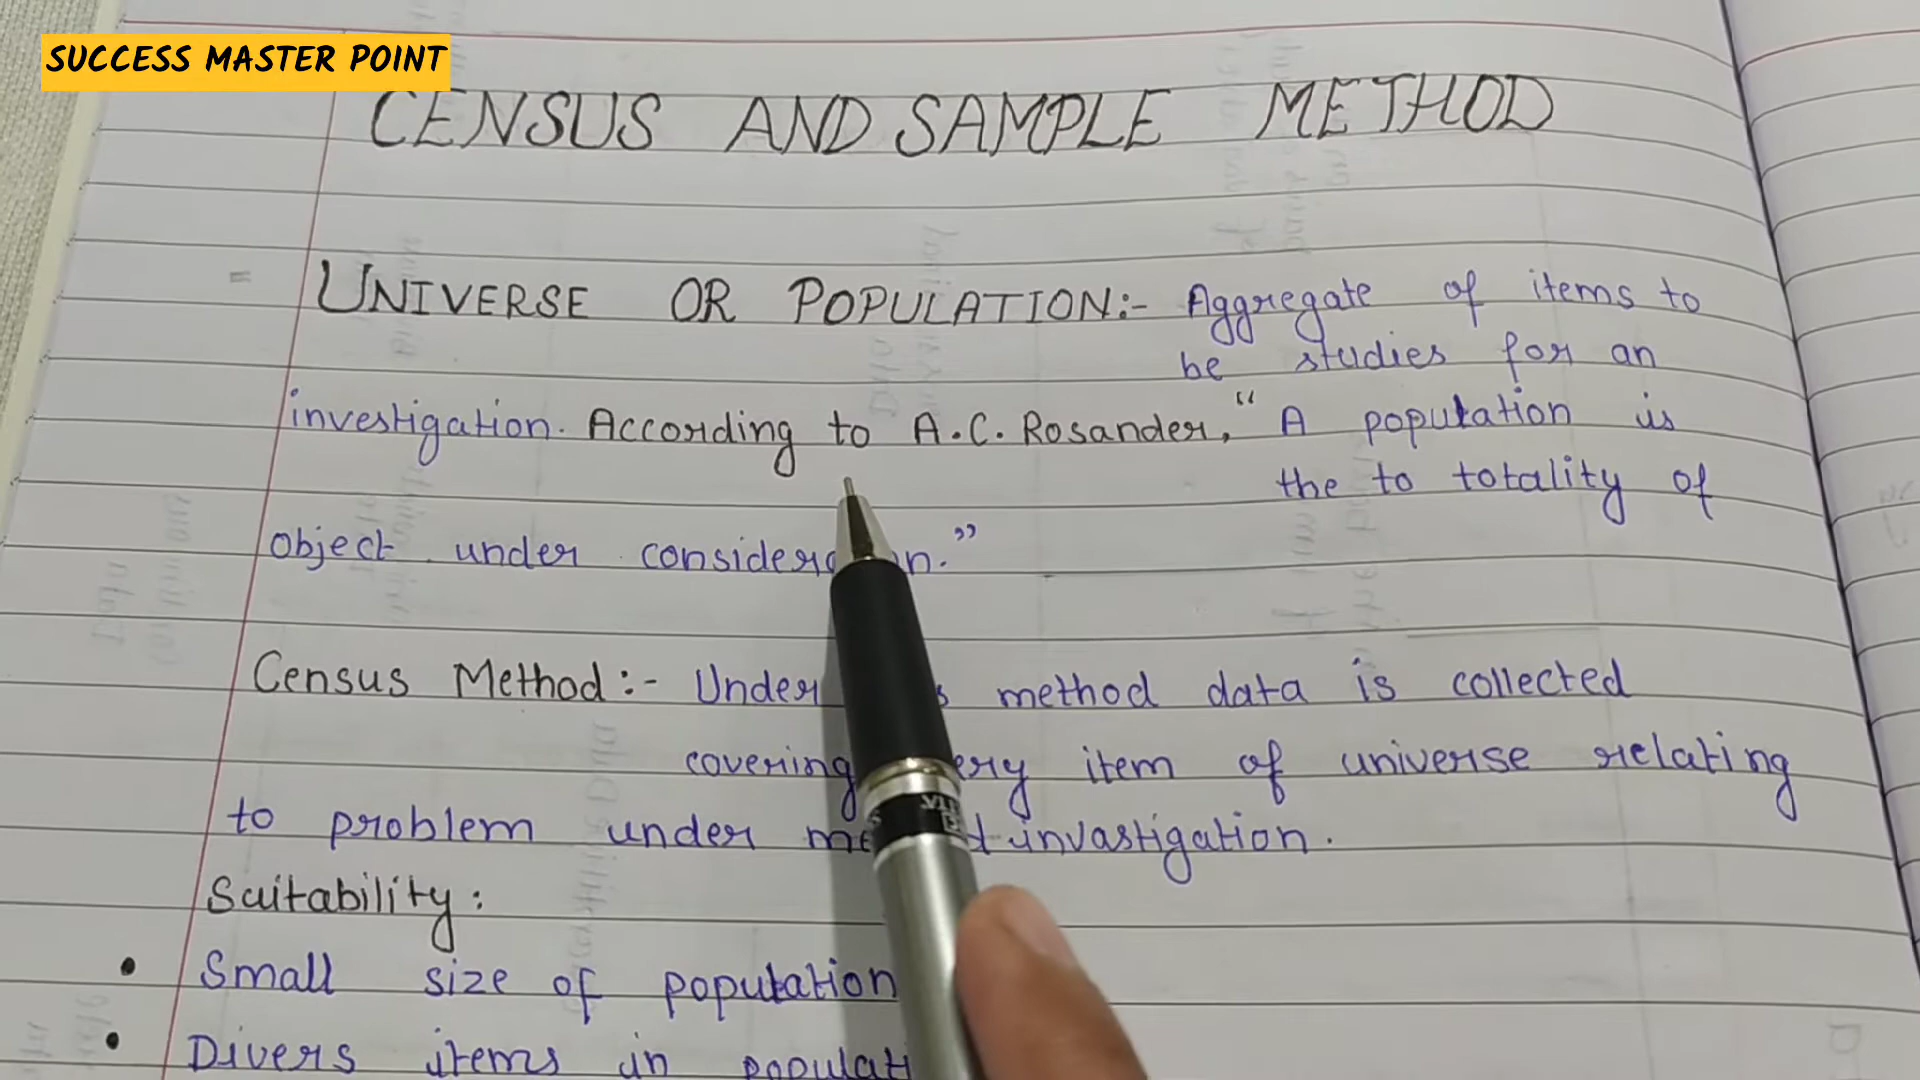 SUCCESS MASTER POINT
CENSUS AND SAMPLE METHOD
UNIVERSE OR POPULATION:- Aggregate of items to
be studies for an
investigation. According to A.C. Rosander, "A population is
the to totality of
object under n."
Census Method:- Under method data is collected
covering item of universe relating
to problem under invastigation.
Suitability:
• Small size of population
• Divers items in